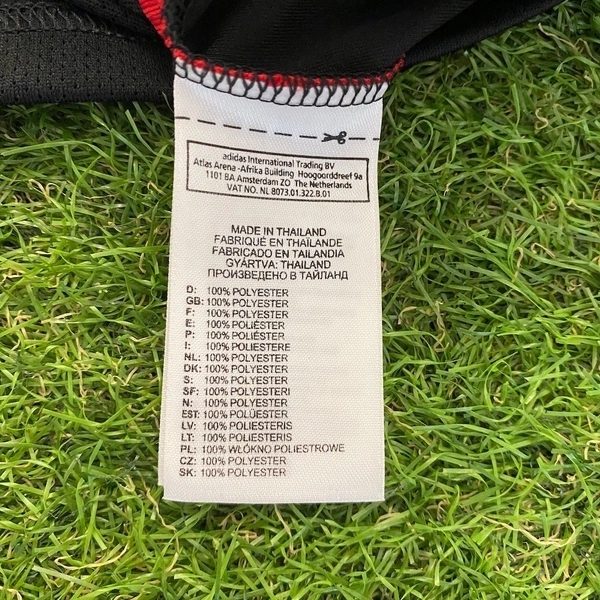 adidas International Trading BV
Atlas Arena -Afrika Building Hoogoorddreef 9a
1101 BA Amsterdam ZO The Netherlands
VAT NO. NL 8073.01.322.B.01
MADE IN THAILAND
FABRIQUÉ EN THAÏLANDE
FABRICADO EN TAILANDIA
GYÁRTVA: THAILAND
ПРОИЗВЕДЕНО В ТАЙЛАНД
D: 100% POLYESTER
GB: 100% POLYESTER
F: 100% POLYESTER
E: 100% POLIÉSTER
P: 100% POLIÉSTER
I: 100% POLIESTERE
NL: 100% POLYESTER
DK: 100% POLYESTER
S: 100% POLYESTER
SF: 100% POLYESTERI
N: 100% POLYESTER
EST: 100% POLÜESTER
LV: 100% POLIESTERIS
LT: 100% POLIESTERIS
PL: 100% WŁÓKNO POLIESTROWE
CZ: 100% POLYESTER
SK: 100% POLYESTER